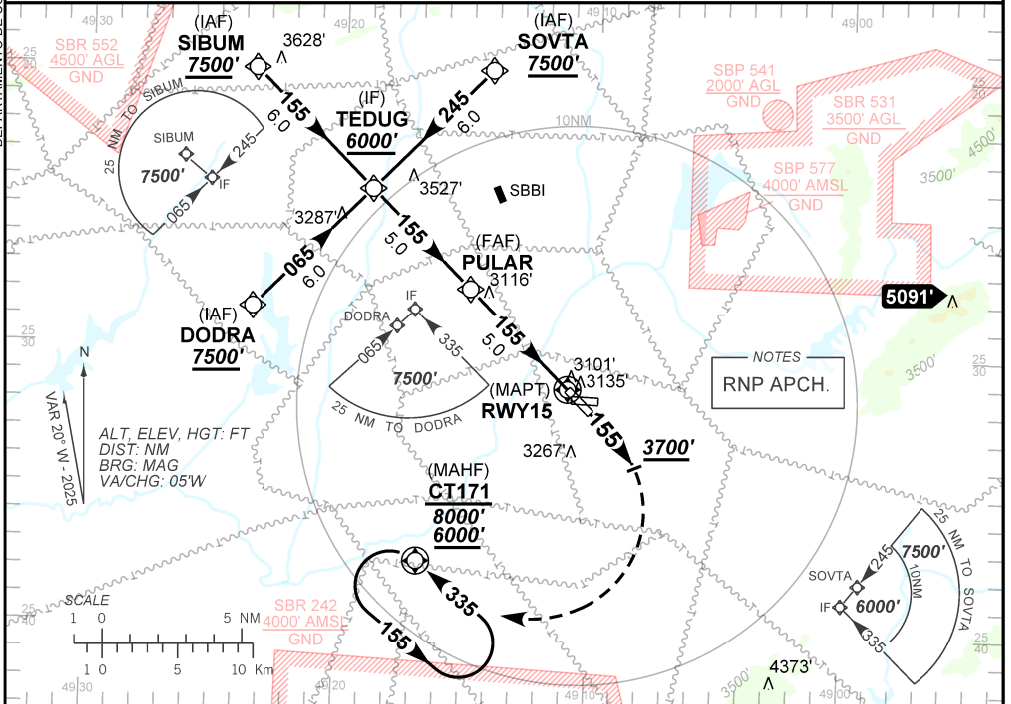 49 30
49 20
49 10
49 00
(IAF)
SIBUM
7500'
3628'
(IAF)
SOVTA
7500'
SBR 552
4500' AGL
GND
SBP 541
2000' AGL
GND
SBR 531
3500' AGL
GND
SBP 577
4000' AMSL
GND
4500'
3500'
25
20
(IF)
TEDUG
6000'
155
6.0
245
6.0
10NM
25 NM TO SIBUM
SIBUM
7500'
IF
245
065
3527'
SBBI
3287'
065
6.0
155
5.0
(FAF)
PULAR
3116'
(IAF)
DODRA
7500'
5091'
25
30
25
30
IF
DODRA
065
335
7500'
25 NM TO DODRA
155
5.0
3101'
3135'
(MAPT)
RWY15
155
3700'
3267'
NOTES
RNP APCH.
3500'
N
VAR 20° W - 2025
ALT, ELEV, HGT: FT
DIST: NM
BRG: MAG
VA/CHG: 05'W
(MAHF)
CT171
8000'
6000'
335
155
25 NM TO SOVTA
7500'
245
10NM
SOVTA
IF
6000'
335
SCALE
1 0 5 NM
1 0 5 10 Km
SBR 242
4000' AMSL
GND
25
40
25
40
3500'
4373'
49 30
49 20
49 10
49 00